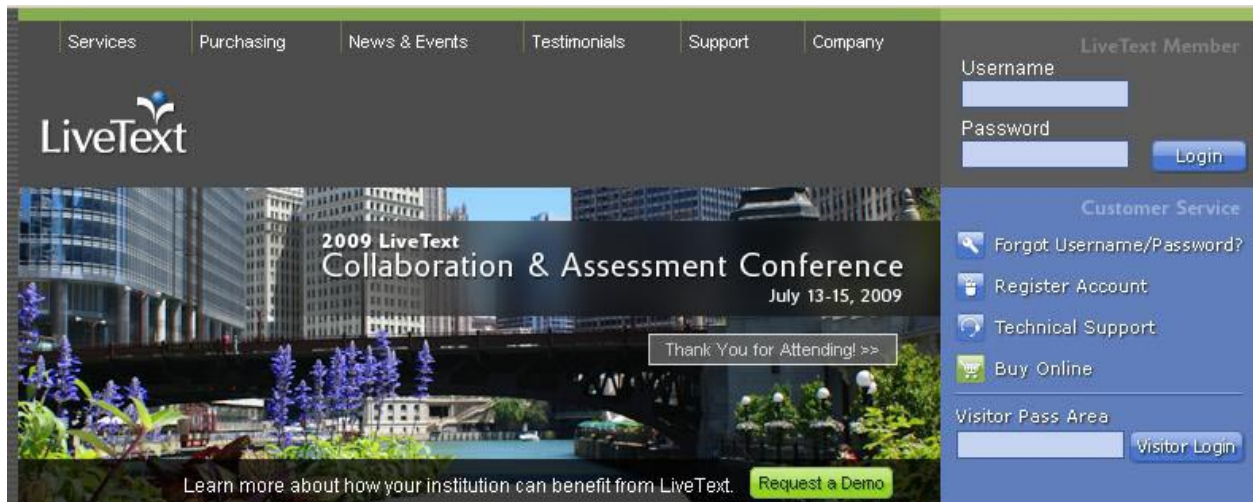 Services Purchasing News & Events Testimonials Support Company
LiveText
2009 LiveText
Collaboration & Assessment Conference
July 13-15, 2009
Thank You for Attending! >>
Learn more about how your institution can benefit from LiveText. Request a Demo
LiveText Member
Username
Password
Login
Customer Service
Forgot Username/Password?
Register Account
Technical Support
Buy Online
Visitor Pass Area
Visitor Login